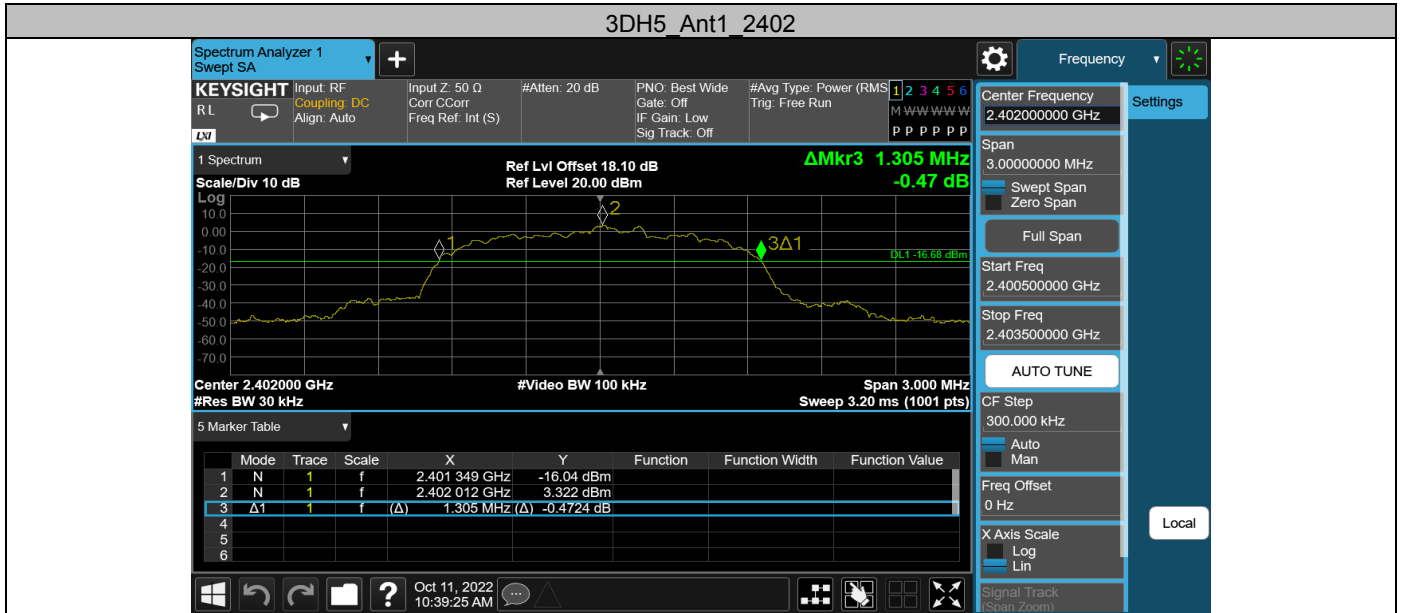 3DH5_Ant1_2402
Spectrum Analyzer 1
Swept SA
Frequency
KEYSIGHT
RL
LXI
Input: RF
Coupling: DC
Align: Auto
Input Z: 50 Ω
Corr CCorr
Freq Ref: Int (S)
#Atten: 20 dB
PNO: Best Wide
Gate: Off
IF Gain: Low
Sig Track: Off
#Avg Type: Power (RMS
Trig: Free Run
1 2 3 4 5 6
M W W W W W
P P P P P P
1 Spectrum
Scale/Div 10 dB
Ref Lvl Offset 18.10 dB
Ref Level 20.00 dBm
ΔMkr3 1.305 MHz
-0.47 dB
Log
10.0
0.00
-10.0
-20.0
-30.0
-40.0
-50.0
-60.0
-70.0
1
2
3Δ1
DL1 -16.68 dBm
Center 2.402000 GHz
#Res BW 30 kHz
#Video BW 100 kHz
Span 3.000 MHz
Sweep 3.20 ms (1001 pts)
5 Marker Table
Mode Trace Scale X Y Function Function Width Function Value
1 N 1 f 2.401 349 GHz -16.04 dBm
2 N 1 f 2.402 012 GHz 3.322 dBm
3 Δ1 1 f (Δ) 1.305 MHz (Δ) -0.4724 dB
4
5
6
?
Oct 11, 2022
10:39:25 AM
Center Frequency
2.402000000 GHz
Settings
Span
3.00000000 MHz
Swept Span
Zero Span
Full Span
Start Freq
2.400500000 GHz
Stop Freq
2.403500000 GHz
AUTO TUNE
CF Step
300.000 kHz
Auto
Man
Freq Offset
0 Hz
X Axis Scale
Log
Lin
Signal Track
(Span Zoom)
Local